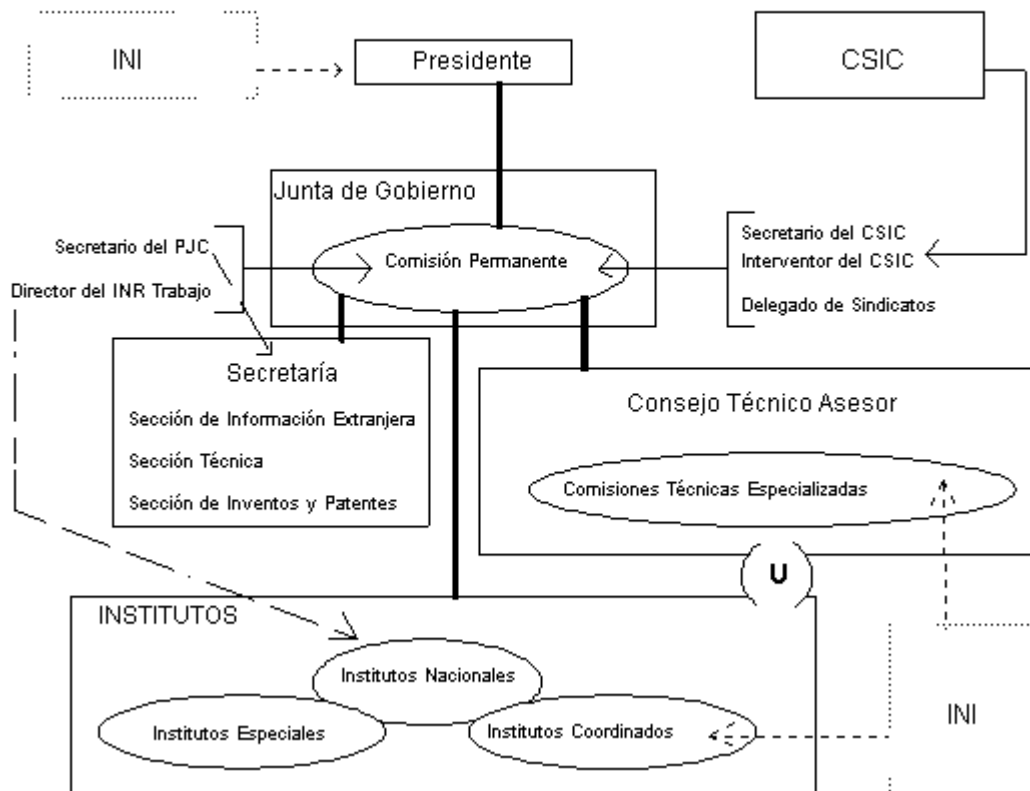 INI
Presidente
CSIC
Junta de Gobierno
Comisión Permanente
Secretario del PJC
Director del INR Trabajo
Secretario del CSIC
Interventor del CSIC
Delegado de Sindicatos
Secretaría
Sección de Información Extranjera
Sección Técnica
Sección de Inventos y Patentes
Consejo Técnico Asesor
Comisiones Técnicas Especializadas
U
INSTITUTOS
Institutos Nacionales
Institutos Especiales
Institutos Coordinados
INI